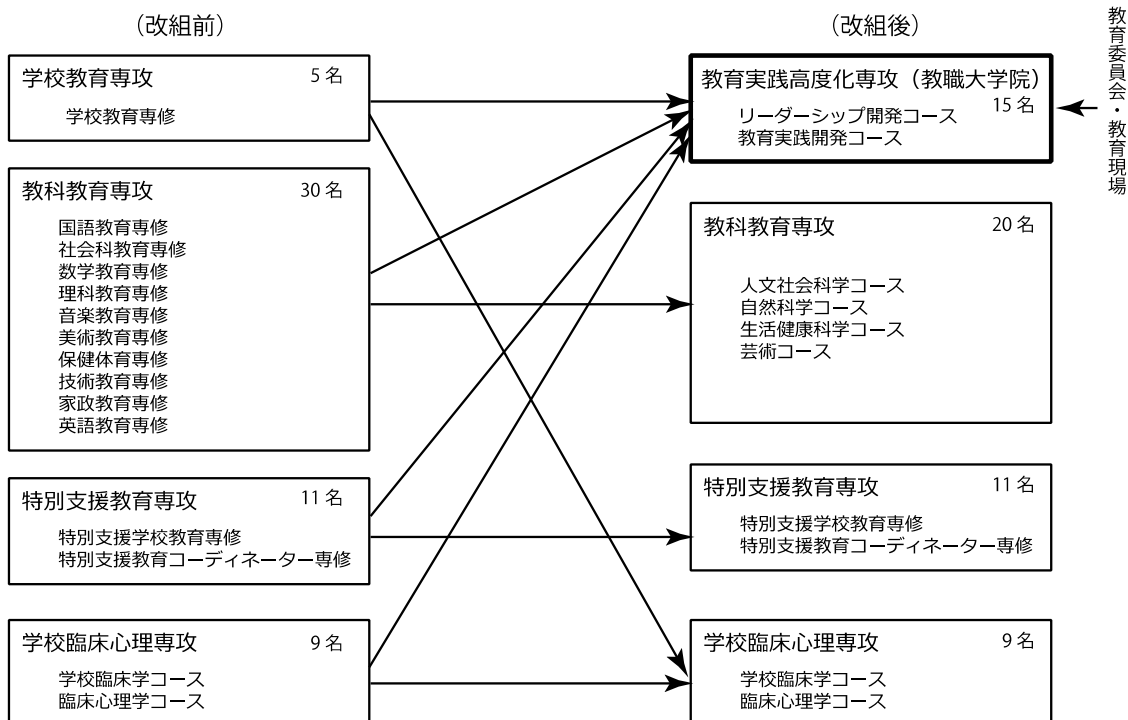 （改組前）
学校教育専攻 5 名
学校教育専修
教科教育専攻 30 名
国語教育専修
社会科教育専修
数学教育専修
理科教育専修
音楽教育専修
美術教育専修
保健体育専修
技術教育専修
家政教育専修
英語教育専修
特別支援教育専攻 11 名
特別支援学校教育専修
特別支援教育コーディネーター専修
学校臨床心理専攻 9 名
学校臨床学コース
臨床心理学コース
（改組後）
教育実践高度化専攻（教職大学院）
15 名
リーダーシップ開発コース
教育実践開発コース
教科教育専攻 20 名
人文社会科学コース
自然科学コース
生活健康科学コース
芸術コース
特別支援教育専攻 11 名
特別支援学校教育専修
特別支援教育コーディネーター専修
学校臨床心理専攻 9 名
学校臨床学コース
臨床心理学コース
教育委員会・教育現場